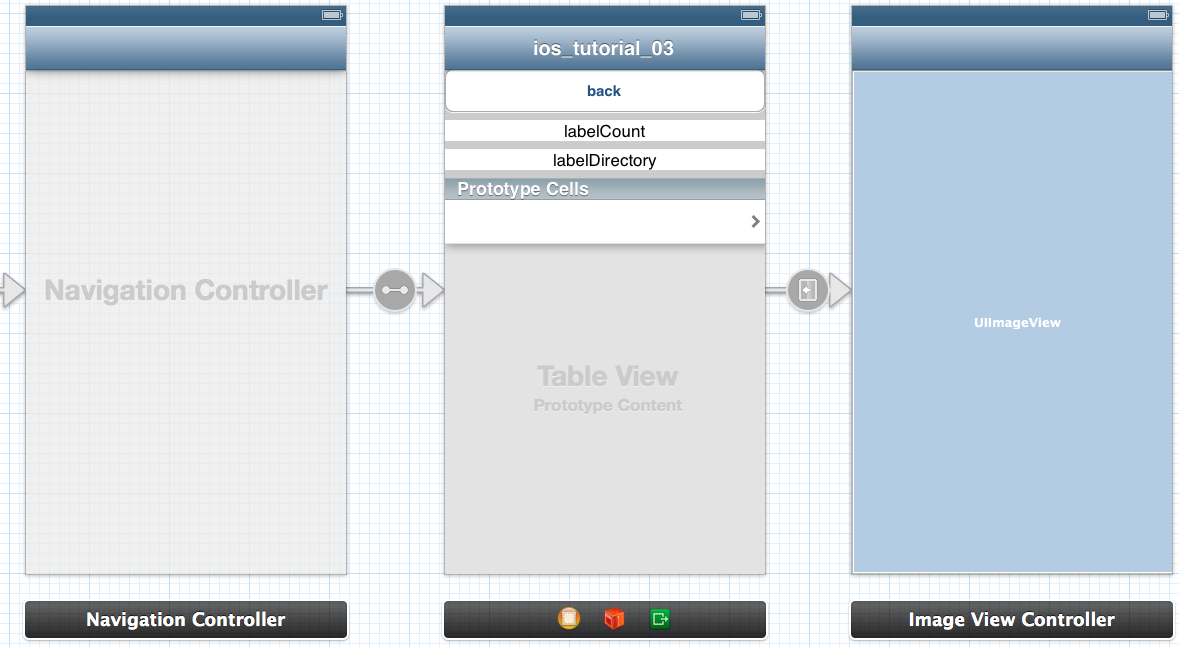 Navigation Controller
Navigation Controller
ios_tutorial_03
back
labelCount
labelDirectory
Prototype Cells
Table View
Prototype Content
UIImageView
Image View Controller